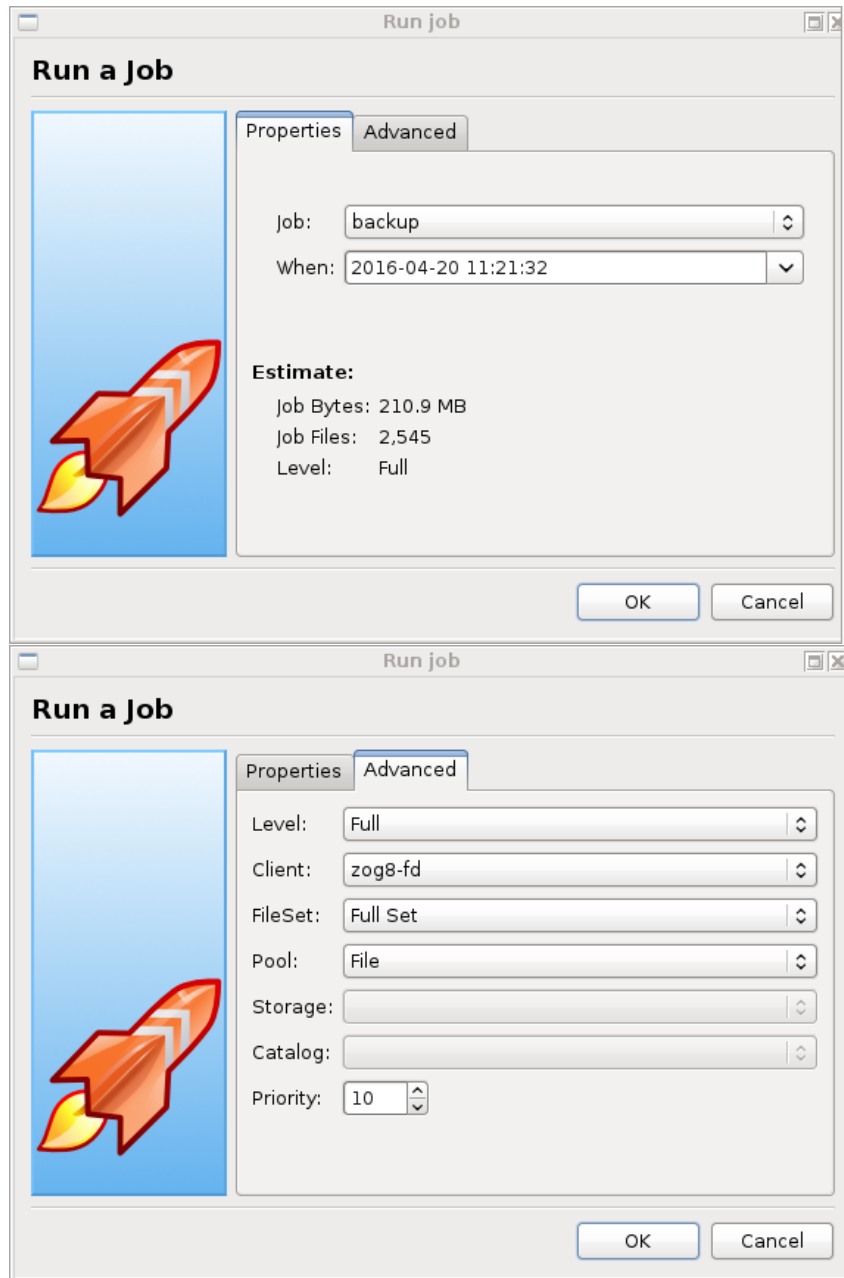 Run job
Run a Job
Properties Advanced
Job: backup
When: 2016-04-20 11:21:32
Estimate:
Job Bytes: 210.9 MB
Job Files: 2,545
Level: Full
OK Cancel
Run job
Run a Job
Properties Advanced
Level: Full
Client: zog8-fd
FileSet: Full Set
Pool: File
Storage:
Catalog:
Priority: 10
OK Cancel